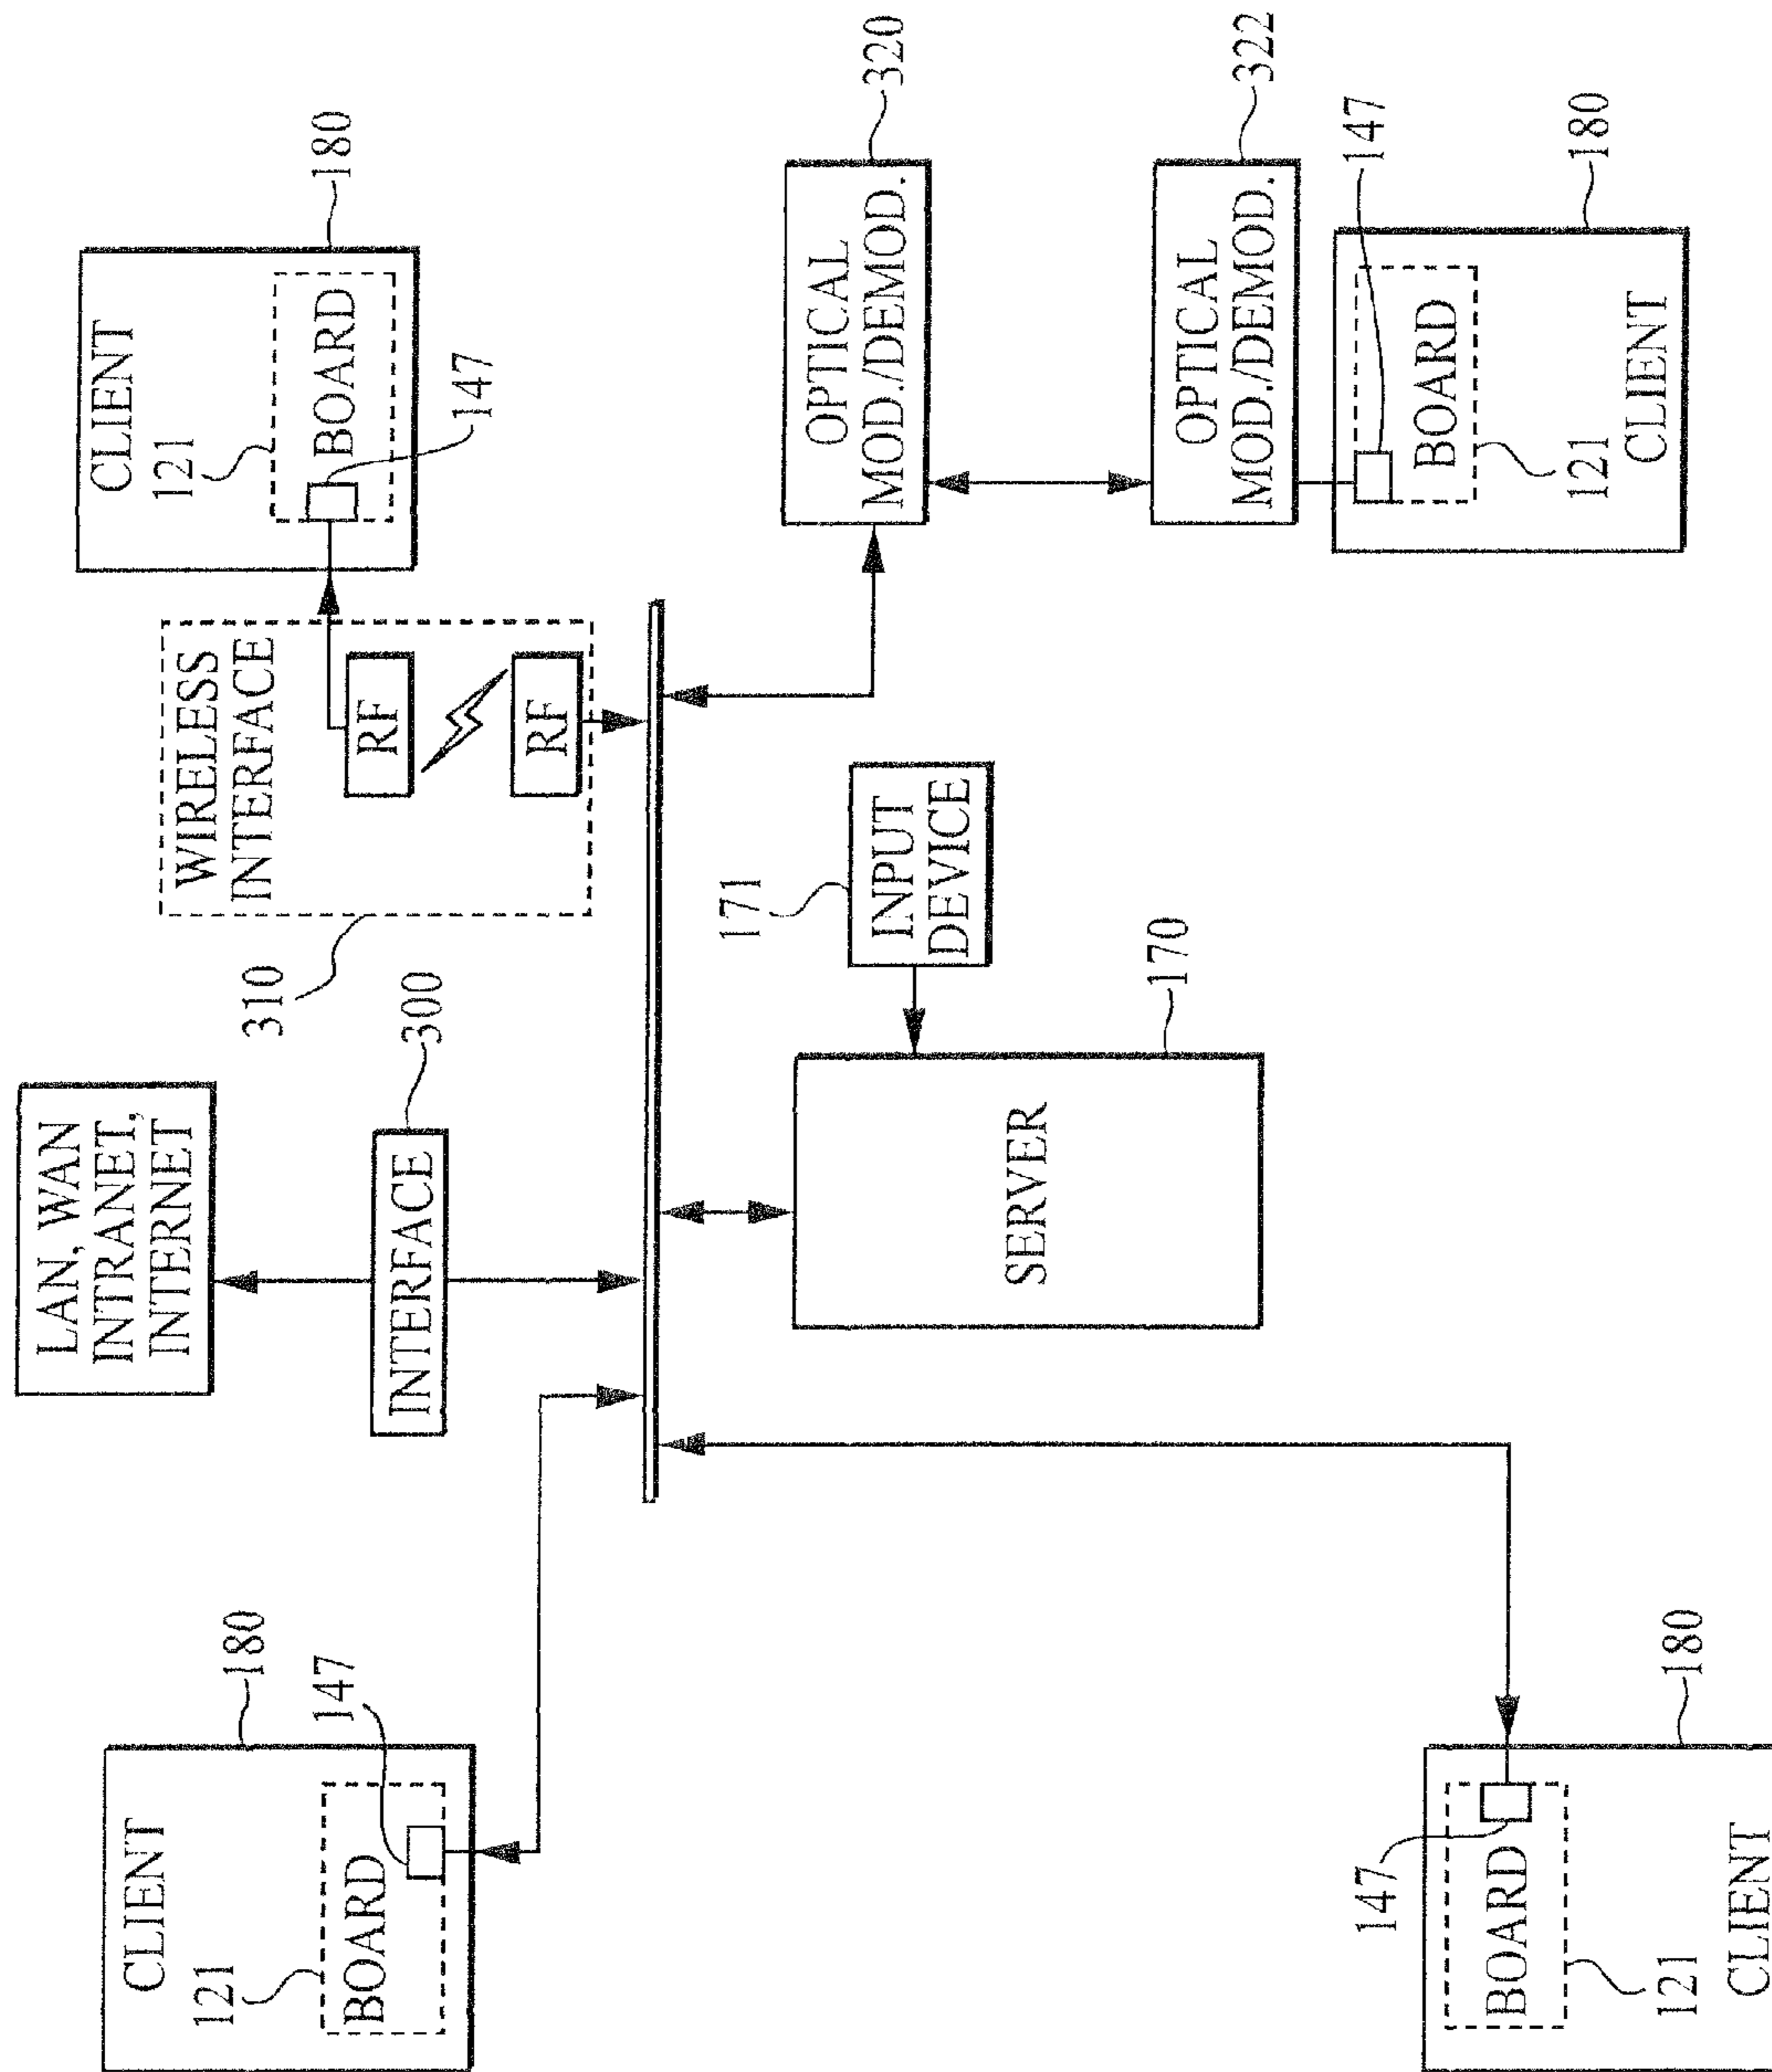 CLIENT
121
BOARD
147
180
LAN, WAN
INTRANET,
INTERNET
INTERFACE
300
WIRELESS
INTERFACE
310
RF
RF
CLIENT
121
BOARD
147
180
SERVER
170
171
INPUT
DEVICE
OPTICAL
MOD./DEMOD.
320
OPTICAL
MOD./DEMOD.
322
147
BOARD
121
CLIENT
180
147
BOARD
121
CLIENT
180